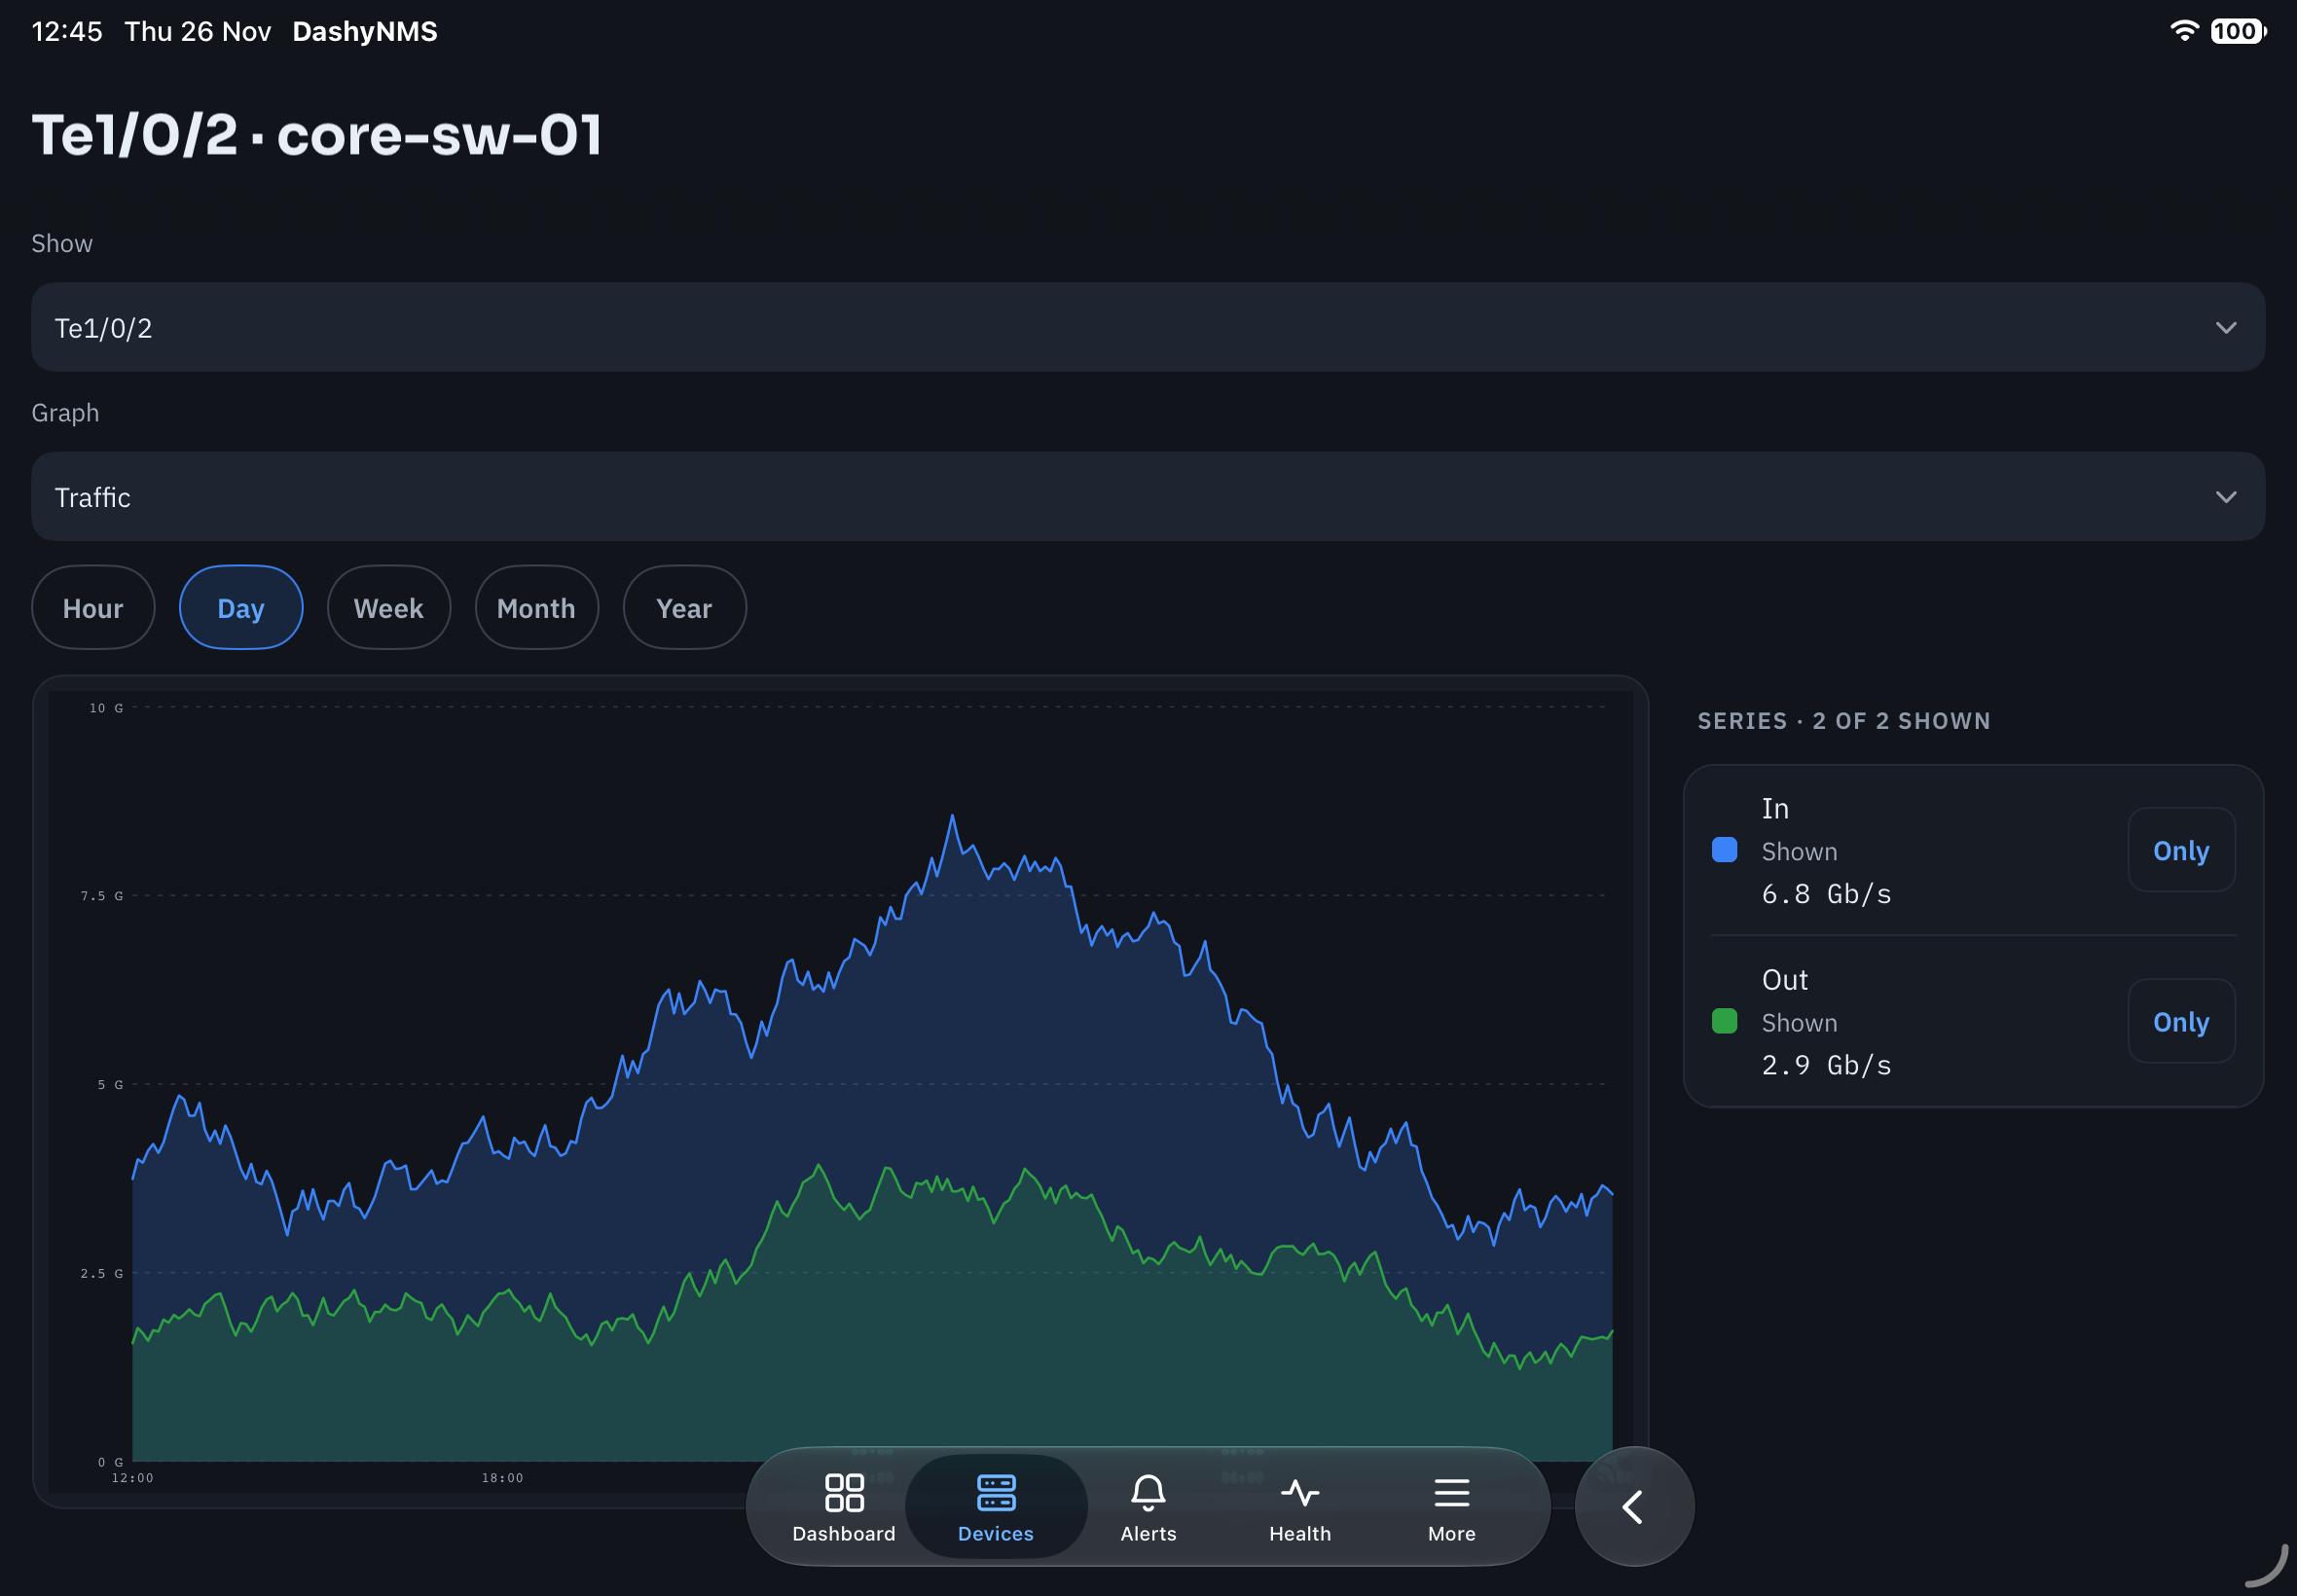 12:45 Thu 26 Nov DashyNMS
100
Te1/0/2 · core-sw-01
Show
Te1/0/2
Graph
Traffic
Hour Day Week Month Year
10 G
7.5 G
5 G
2.5 G
0 G
12:00 18:00
SERIES · 2 OF 2 SHOWN
In
Shown
6.8 Gb/s
Only
Out
Shown
2.9 Gb/s
Only
Dashboard Devices Alerts Health More